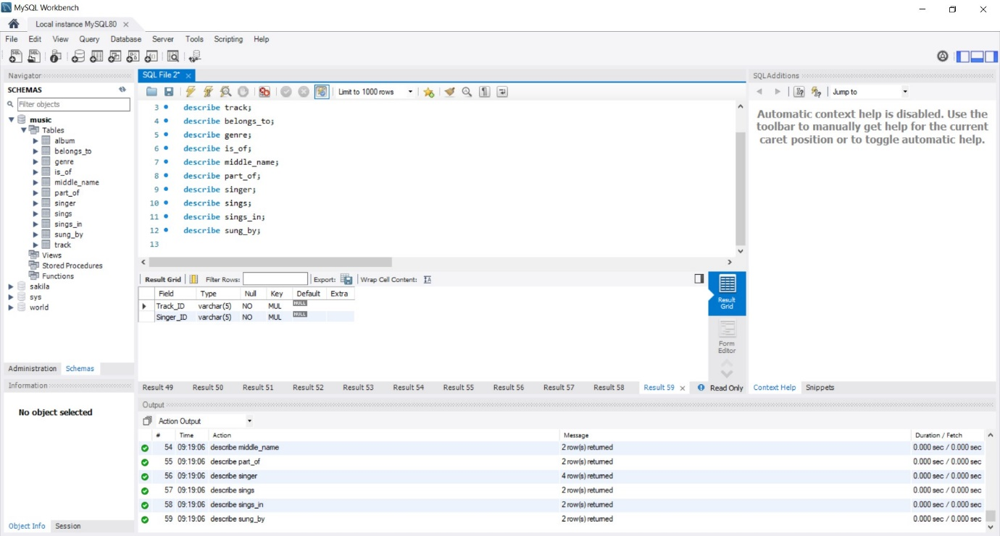 MySQL Workbench
Local instance MySQL80 ×
File Edit View Query Database Server Tools Scripting Help
Navigator
SCHEMAS
Filter objects
music
Tables
album
belongs_to
genre
is_of
middle_name
part_of
singer
sings
sings_in
sung_by
track
Views
Stored Procedures
Functions
sakila
sys
world
Administration Schemas
Information
No object selected
Object Info Session
SQL File 2* ×
Limit to 1000 rows
3 describe track;
4 describe belongs_to;
5 describe genre;
6 describe is_of;
7 describe middle_name;
8 describe part_of;
9 describe singer;
10 describe sings;
11 describe sings_in;
12 describe sung_by;
13
Result Grid Filter Rows: Export: Wrap Cell Content:
Field Type Null Key Default Extra
Track_ID varchar(5) NO MUL NULL
Singer_ID varchar(5) NO MUL NULL
Result Grid
Form Editor
Result 49 Result 50 Result 51 Result 52 Result 53 Result 54 Result 55 Result 56 Result 57 Result 58 Result 59 × Read Only
Output
Action Output
# Time Action Message Duration / Fetch
54 09:19:06 describe middle_name 2 row(s) returned 0.000 sec / 0.000 sec
55 09:19:06 describe part_of 2 row(s) returned 0.000 sec / 0.000 sec
56 09:19:06 describe singer 4 row(s) returned 0.000 sec / 0.000 sec
57 09:19:06 describe sings 2 row(s) returned 0.000 sec / 0.000 sec
58 09:19:06 describe sings_in 2 row(s) returned 0.000 sec / 0.000 sec
59 09:19:06 describe sung_by 2 row(s) returned 0.000 sec / 0.000 sec
SQLAdditions
Jump to
Automatic context help is disabled. Use the
toolbar to manually get help for the current
caret position or to toggle automatic help.
Context Help Snippets